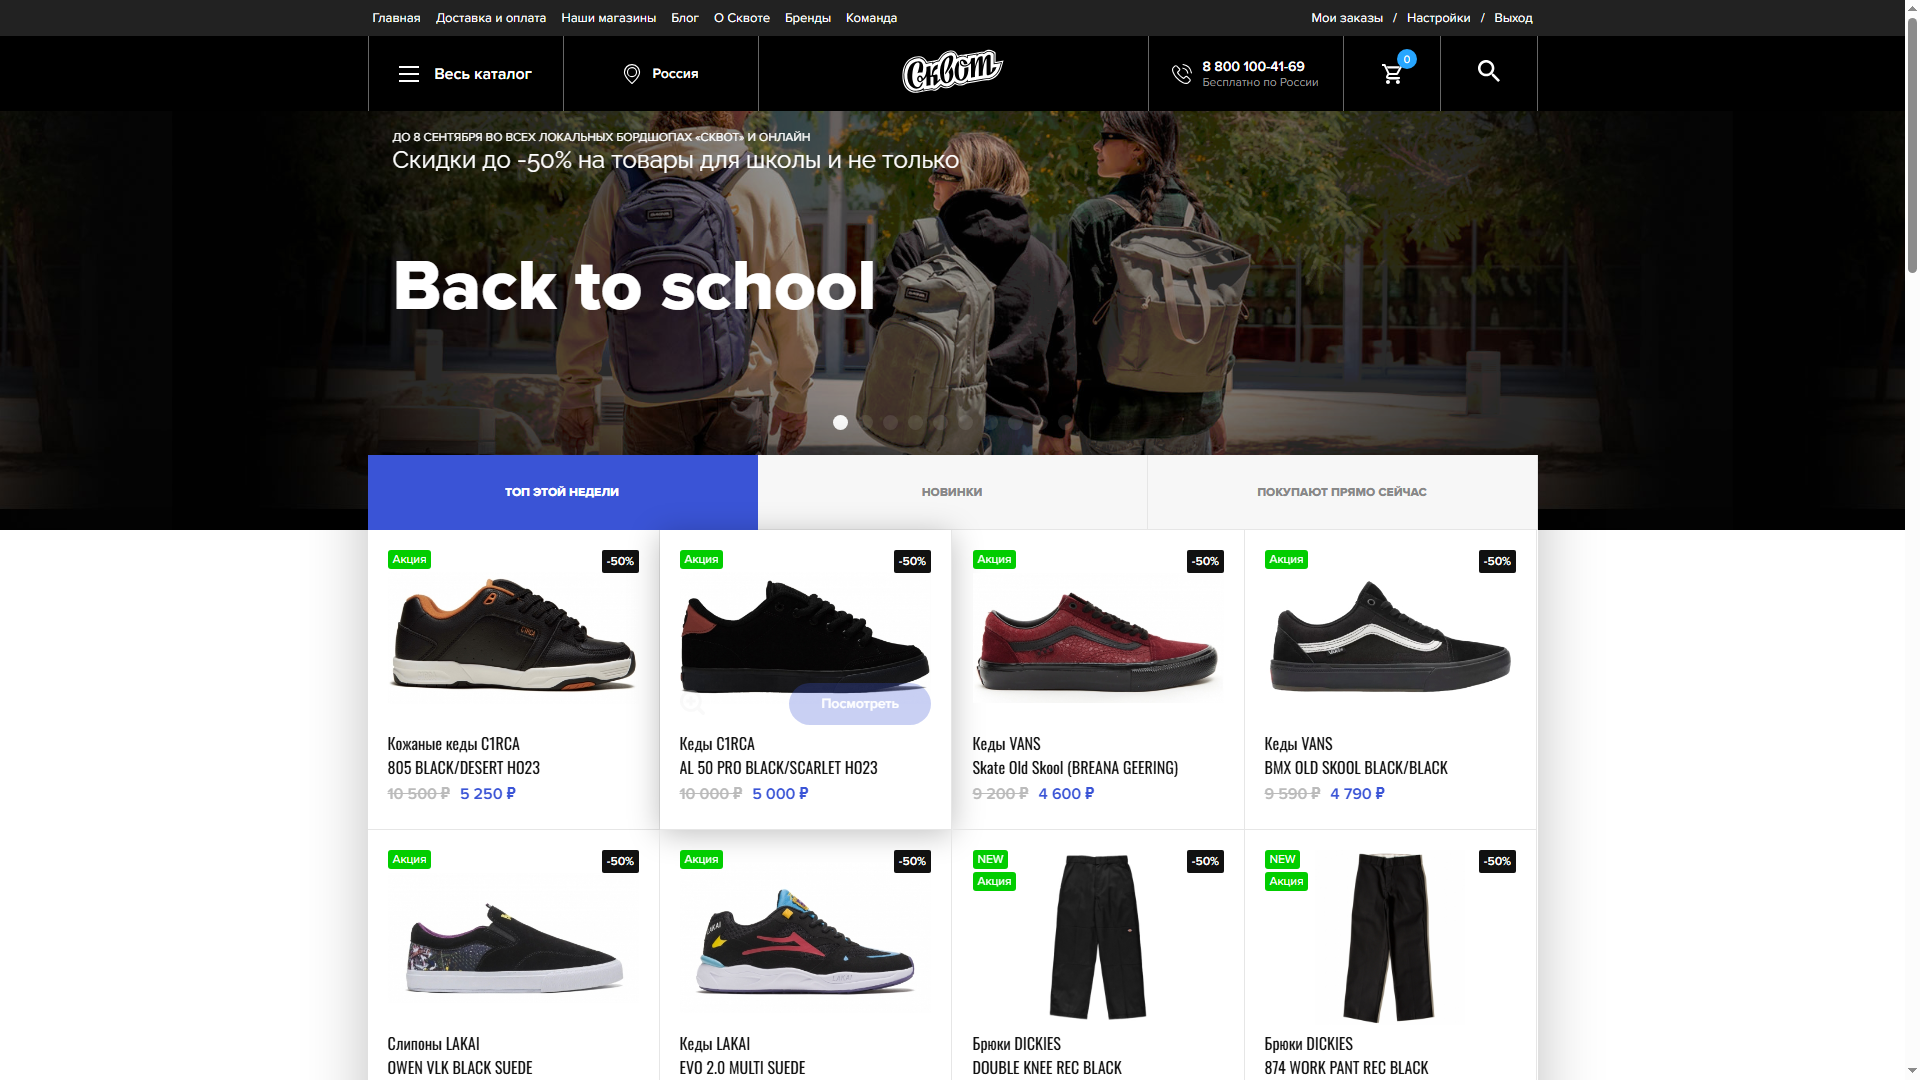 Главная Доставка и оплата Наши магазины Блог О Сквоте Бренды Команда Мои заказы / Настройки / Выход
Весь каталог
Россия
Сквот
8 800 100-41-69
Бесплатно по России
0
ДО 8 СЕНТЯБРЯ ВО ВСЕХ ЛОКАЛЬНЫХ БОРДШОПАХ «СКВОТ» И ОНЛАЙН
Скидки до -50% на товары для школы и не только
Back to school
ТОП ЭТОЙ НЕДЕЛИ НОВИНКИ ПОКУПАЮТ ПРЯМО СЕЙЧАС
Акция -50%
Кожаные кеды C1RCA
805 BLACK/DESERT HO23
10 500 ₽ 5 250 ₽
Акция -50%
Посмотреть
Кеды C1RCA
AL 50 PRO BLACK/SCARLET HO23
10 000 ₽ 5 000 ₽
Акция -50%
Кеды VANS
Skate Old Skool (BREANA GEERING)
9 200 ₽ 4 600 ₽
Акция -50%
Кеды VANS
BMX OLD SKOOL BLACK/BLACK
9 590 ₽ 4 790 ₽
Акция -50%
Слипоны LAKAI
OWEN VLK BLACK SUEDE
Акция -50%
LAKAI
Кеды LAKAI
EVO 2.0 MULTI SUEDE
NEW -50%
Акция
Брюки DICKIES
DOUBLE KNEE REC BLACK
NEW -50%
Акция
Брюки DICKIES
874 WORK PANT REC BLACK